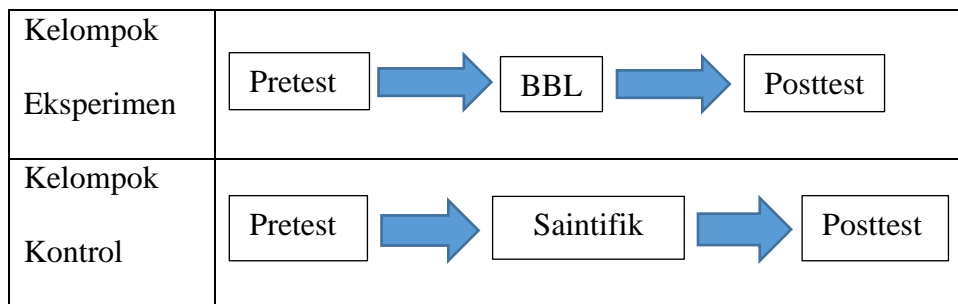 Kelompok
Eksperimen
Pretest
BBL
Posttest
Kelompok
Kontrol
Pretest
Saintifik
Posttest